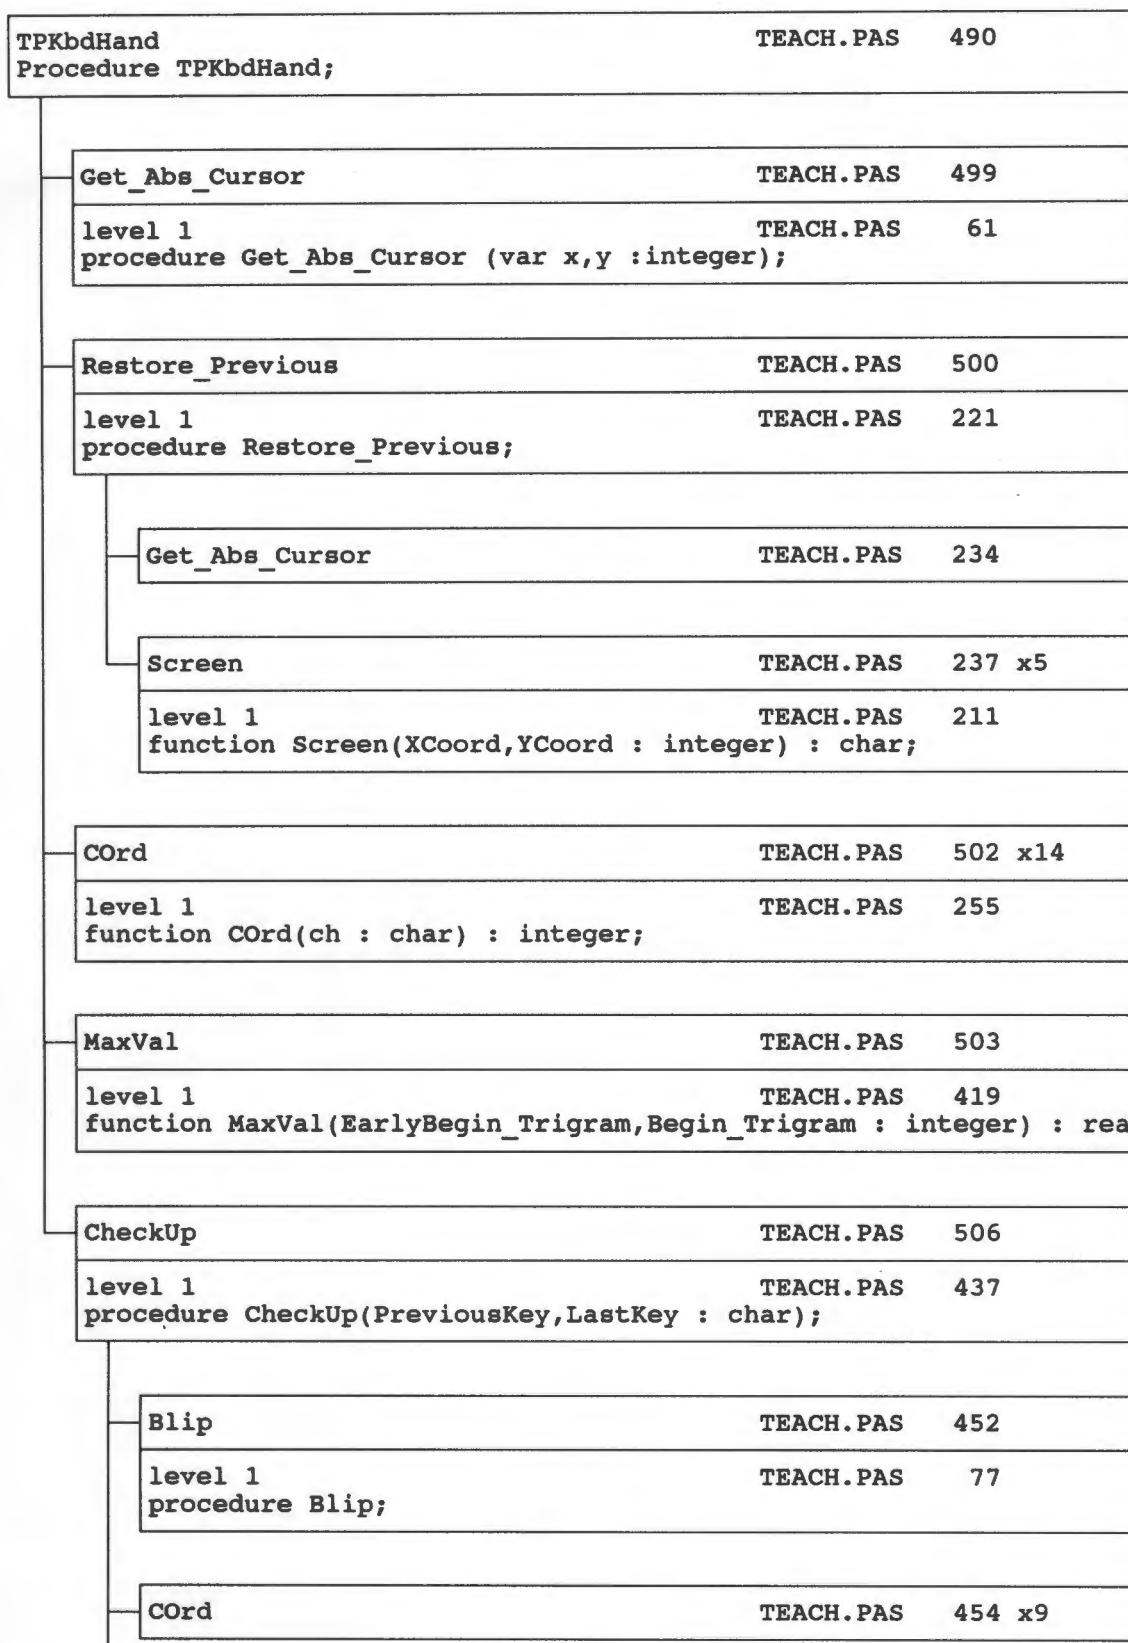 TPKbdHand TEACH.PAS 490
Procedure TPKbdHand;
Get_Abs_Cursor TEACH.PAS 499
level 1 TEACH.PAS 61
procedure Get_Abs_Cursor (var x,y :integer);
Restore_Previous TEACH.PAS 500
level 1 TEACH.PAS 221
procedure Restore_Previous;
Get_Abs_Cursor TEACH.PAS 234
Screen TEACH.PAS 237 x5
level 1 TEACH.PAS 211
function Screen(XCoord,YCoord : integer) : char;
COrd TEACH.PAS 502 x14
level 1 TEACH.PAS 255
function COrd(ch : char) : integer;
MaxVal TEACH.PAS 503
level 1 TEACH.PAS 419
function MaxVal(EarlyBegin_Trigram,Begin_Trigram : integer) : rea
CheckUp TEACH.PAS 506
level 1 TEACH.PAS 437
procedure CheckUp(PreviousKey,LastKey : char);
Blip TEACH.PAS 452
level 1 TEACH.PAS 77
procedure Blip;
COrd TEACH.PAS 454 x9